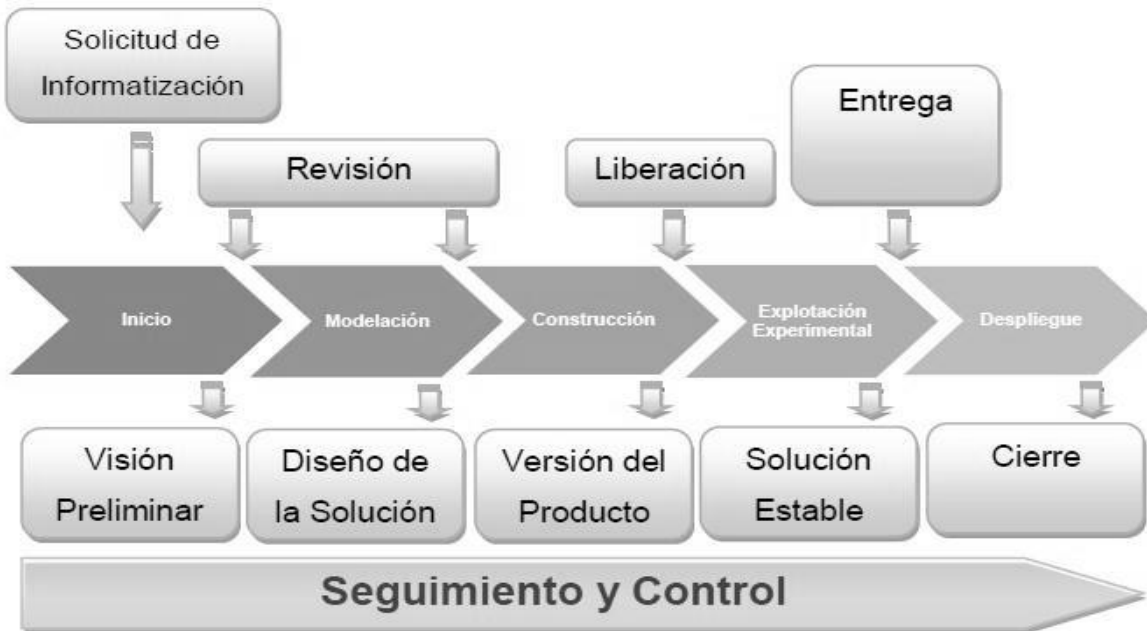 Solicitud de
Informatización
Revisión
Liberación
Entrega
Inicio
Modelación
Construcción
Explotación
Experimental
Despliegue
Visión
Preliminar
Diseño de
la Solución
Versión del
Producto
Solución
Estable
Cierre
Seguimiento y Control